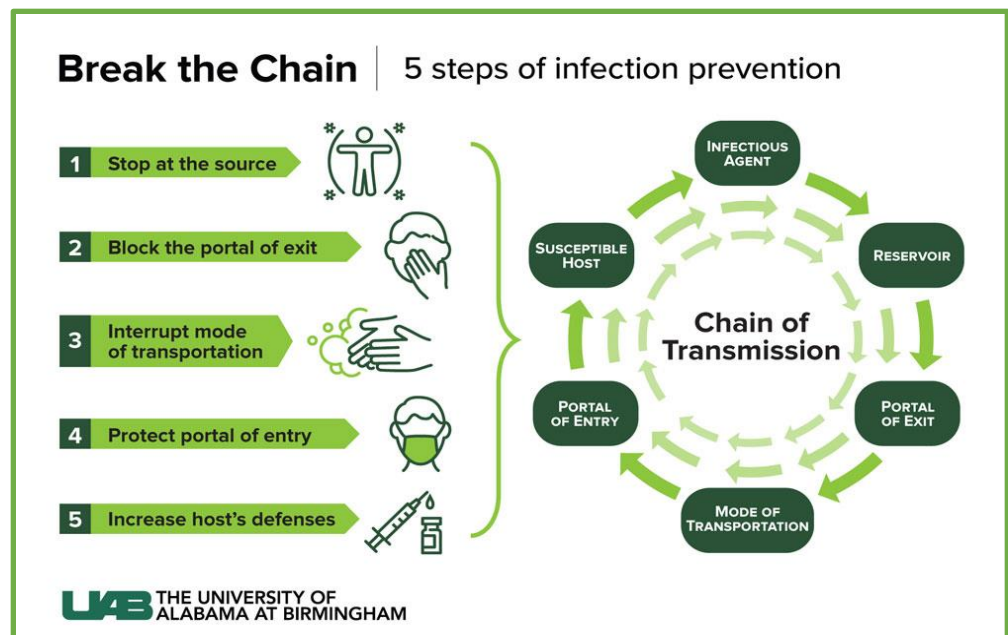 Break the Chain | 5 steps of infection prevention
1 Stop at the source
2 Block the portal of exit
3 Interrupt mode
of transportation
4 Protect portal of entry
5 Increase host's defenses
INFECTIOUS
AGENT
RESERVOIR
PORTAL
OF EXIT
MODE OF
TRANSPORTATION
PORTAL
OF ENTRY
SUSCEPTIBLE
HOST
Chain of
Transmission
UAB THE UNIVERSITY OF
ALABAMA AT BIRMINGHAM